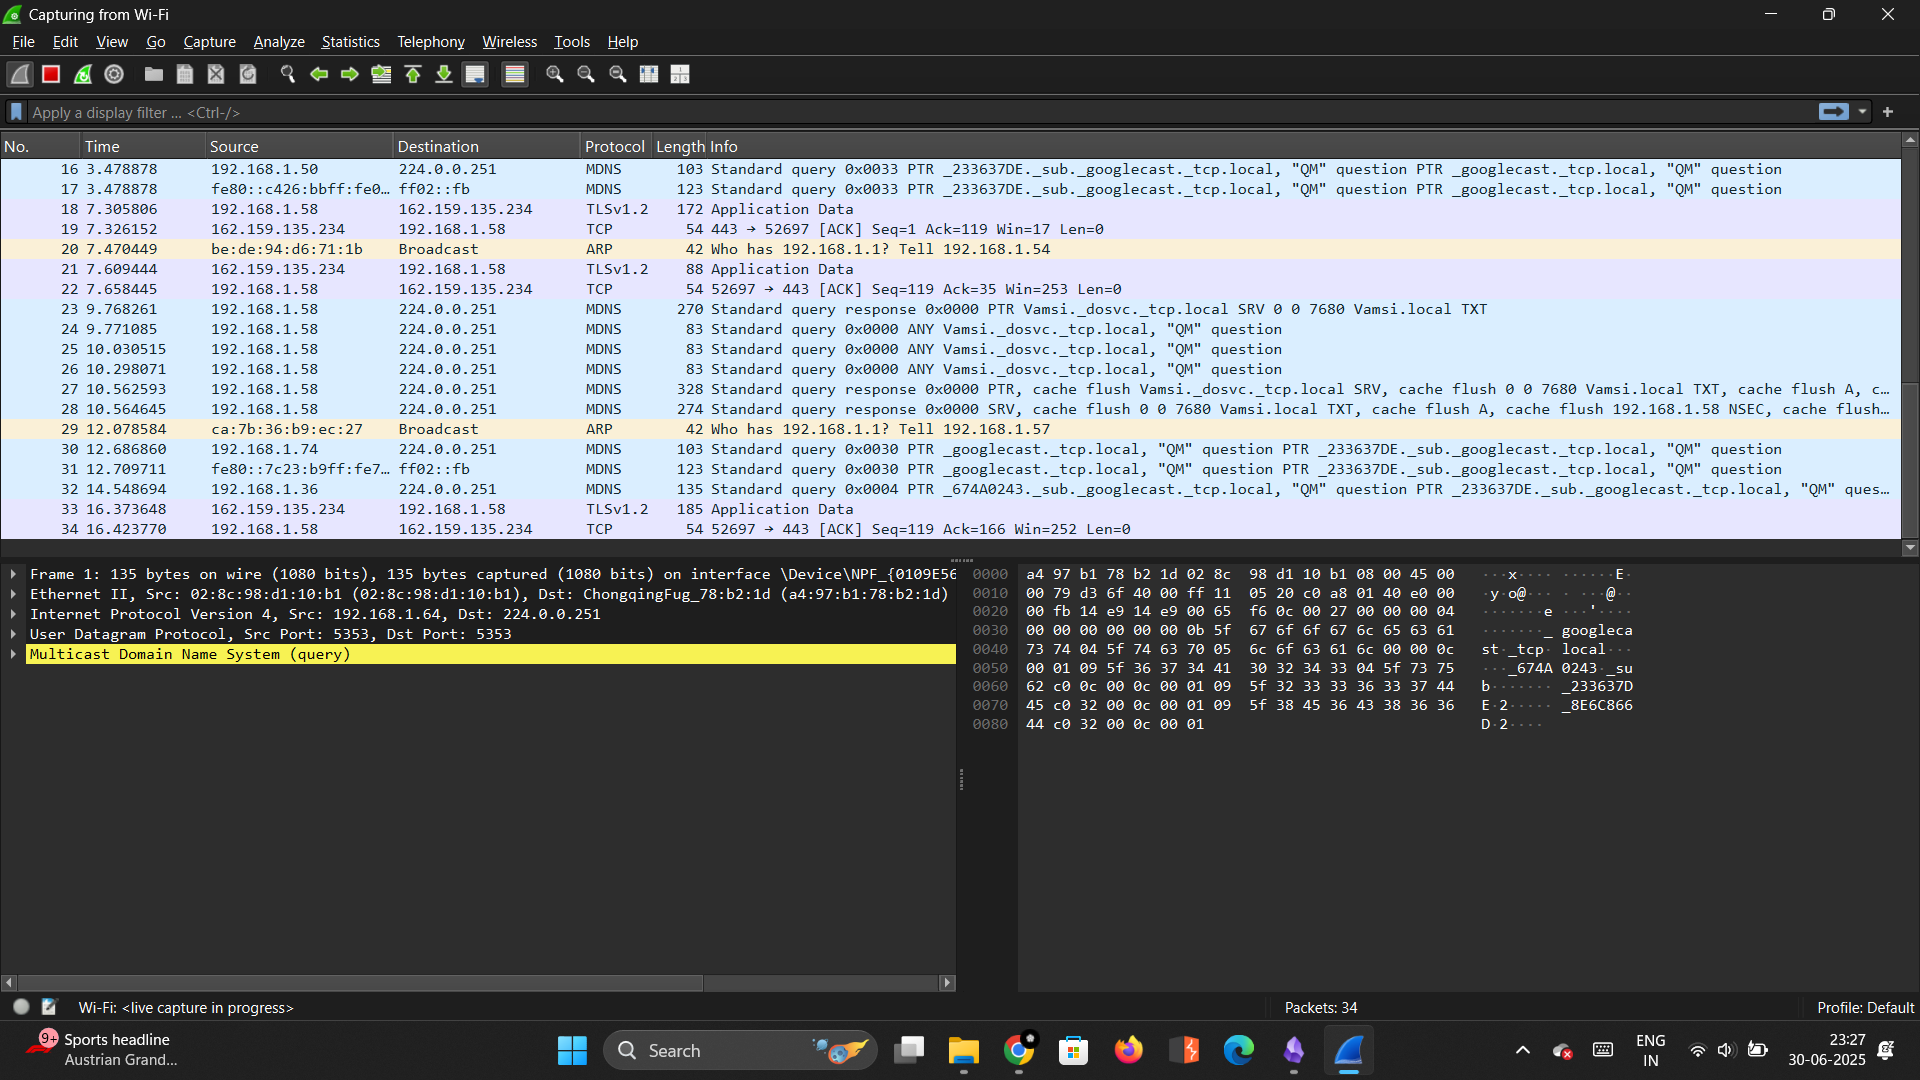 Capturing from Wi-Fi
File Edit View Go Capture Analyze Statistics Telephony Wireless Tools Help
Apply a display filter ... <Ctrl-/>
No. Time Source Destination Protocol Length Info
16 3.478878 192.168.1.50 224.0.0.251 MDNS 103 Standard query 0x0033 PTR _233637DE._sub._googlecast._tcp.local, "QM" question PTR _googlecast._tcp.local, "QM" question
17 3.478878 fe80::c426:bbff:fe0... ff02::fb MDNS 123 Standard query 0x0033 PTR _233637DE._sub._googlecast._tcp.local, "QM" question PTR _googlecast._tcp.local, "QM" question
18 7.305806 192.168.1.58 162.159.135.234 TLSv1.2 172 Application Data
19 7.326152 162.159.135.234 192.168.1.58 TCP 54 443 → 52697 [ACK] Seq=1 Ack=119 Win=17 Len=0
20 7.470449 be:de:94:d6:71:1b Broadcast ARP 42 Who has 192.168.1.1? Tell 192.168.1.54
21 7.609444 162.159.135.234 192.168.1.58 TLSv1.2 88 Application Data
22 7.658445 192.168.1.58 162.159.135.234 TCP 54 52697 → 443 [ACK] Seq=119 Ack=35 Win=253 Len=0
23 9.768261 192.168.1.58 224.0.0.251 MDNS 270 Standard query response 0x0000 PTR Vamsi._dosvc._tcp.local SRV 0 0 7680 Vamsi.local TXT
24 9.771085 192.168.1.58 224.0.0.251 MDNS 83 Standard query 0x0000 ANY Vamsi._dosvc._tcp.local, "QM" question
25 10.030515 192.168.1.58 224.0.0.251 MDNS 83 Standard query 0x0000 ANY Vamsi._dosvc._tcp.local, "QM" question
26 10.298071 192.168.1.58 224.0.0.251 MDNS 83 Standard query 0x0000 ANY Vamsi._dosvc._tcp.local, "QM" question
27 10.562593 192.168.1.58 224.0.0.251 MDNS 328 Standard query response 0x0000 PTR, cache flush Vamsi._dosvc._tcp.local SRV, cache flush 0 0 7680 Vamsi.local TXT, cache flush A, c...
28 10.564645 192.168.1.58 224.0.0.251 MDNS 274 Standard query response 0x0000 SRV, cache flush 0 0 7680 Vamsi.local TXT, cache flush A, cache flush 192.168.1.58 NSEC, cache flush...
29 12.078584 ca:7b:36:b9:ec:27 Broadcast ARP 42 Who has 192.168.1.1? Tell 192.168.1.57
30 12.686860 192.168.1.74 224.0.0.251 MDNS 103 Standard query 0x0030 PTR _googlecast._tcp.local, "QM" question PTR _233637DE._sub._googlecast._tcp.local, "QM" question
31 12.709711 fe80::7c23:b9ff:fe7... ff02::fb MDNS 123 Standard query 0x0030 PTR _googlecast._tcp.local, "QM" question PTR _233637DE._sub._googlecast._tcp.local, "QM" question
32 14.548694 192.168.1.36 224.0.0.251 MDNS 135 Standard query 0x0004 PTR _674A0243._sub._googlecast._tcp.local, "QM" question PTR _233637DE._sub._googlecast._tcp.local, "QM" ques...
33 16.373648 162.159.135.234 192.168.1.58 TLSv1.2 185 Application Data
34 16.423770 192.168.1.58 162.159.135.234 TCP 54 52697 → 443 [ACK] Seq=119 Ack=166 Win=252 Len=0
Frame 1: 135 bytes on wire (1080 bits), 135 bytes captured (1080 bits) on interface \Device\NPF_{0109E56
Ethernet II, Src: 02:8c:98:d1:10:b1 (02:8c:98:d1:10:b1), Dst: ChongqingFug_78:b2:1d (a4:97:b1:78:b2:1d)
Internet Protocol Version 4, Src: 192.168.1.64, Dst: 224.0.0.251
User Datagram Protocol, Src Port: 5353, Dst Port: 5353
Multicast Domain Name System (query)
0000 a4 97 b1 78 b2 1d 02 8c 98 d1 10 b1 08 00 45 00 ···x···· ······E·
0010 00 79 d3 6f 40 00 ff 11 05 20 c0 a8 01 40 e0 00 ·y·o@··· · ···@··
0020 00 fb 14 e9 14 e9 00 65 f6 0c 00 27 00 00 00 04 ·······e ···'····
0030 00 00 00 00 00 00 0b 5f 67 6f 6f 67 6c 65 63 61 ·······_ googleca
0040 73 74 04 5f 74 63 70 05 6c 6f 63 61 6c 00 00 0c st·_tcp· local···
0050 00 01 09 5f 36 37 34 41 30 32 34 33 04 5f 73 75 ···_674A 0243·_su
0060 62 c0 0c 00 0c 00 01 09 5f 32 33 33 36 33 37 44 b······· _233637D
0070 45 c0 32 00 0c 00 01 09 5f 38 45 36 43 38 36 36 E·2····· _8E6C866
0080 44 c0 32 00 0c 00 01 D·2····
Wi-Fi: <live capture in progress>
Packets: 34
Profile: Default
9+
Sports headline
Austrian Grand...
Search
ENG
IN
23:27
30-06-2025